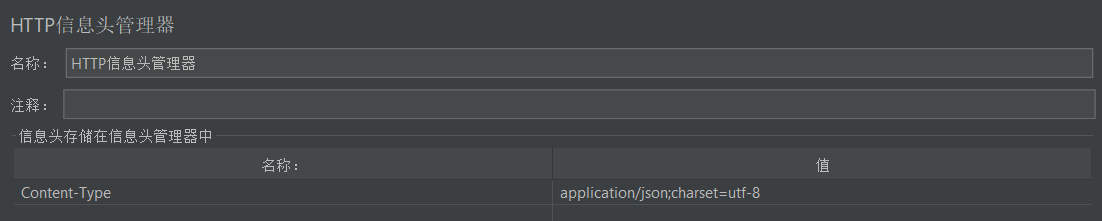 HTTP信息头管理器
名称： HTTP信息头管理器
注释：
信息头存储在信息头管理器中
名称： 值
Content-Type application/json;charset=utf-8